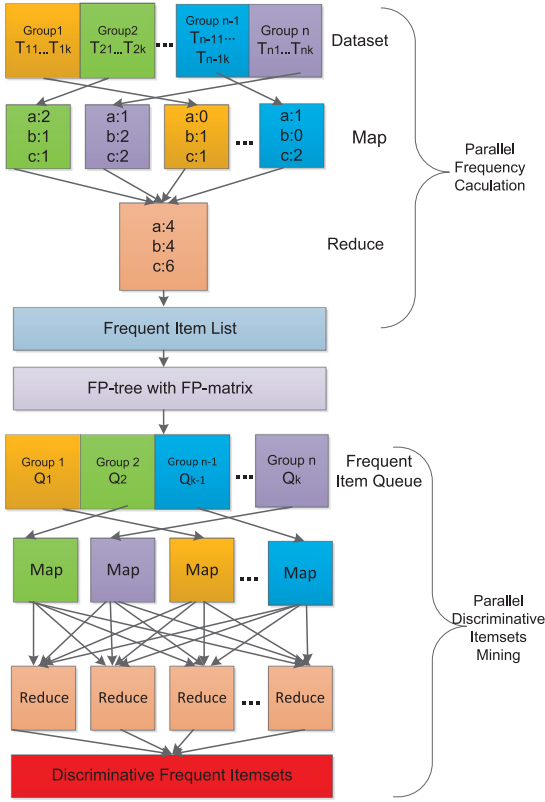 Group1
T11...T1k
Group2
T21...T2k
...
Group n-1
Tn-11...
Tn-1k
Group n
Tn1...Tnk
Dataset
a:2
b:1
c:1
a:1
b:2
c:2
a:0
b:1
c:1
...
a:1
b:0
c:2
Map
Parallel
Frequency
Caculation
a:4
b:4
c:6
Reduce
Frequent Item List
FP-tree with FP-matrix
Group 1
Q1
Group 2
Q2
Group n-1
Qk-1
...
Group n
Qk
Frequent
Item Queue
Map
Map
Map
...
Map
Parallel
Discriminative
Itemsets
Mining
Reduce
Reduce
Reduce
...
Reduce
Discriminative Frequent Itemsets